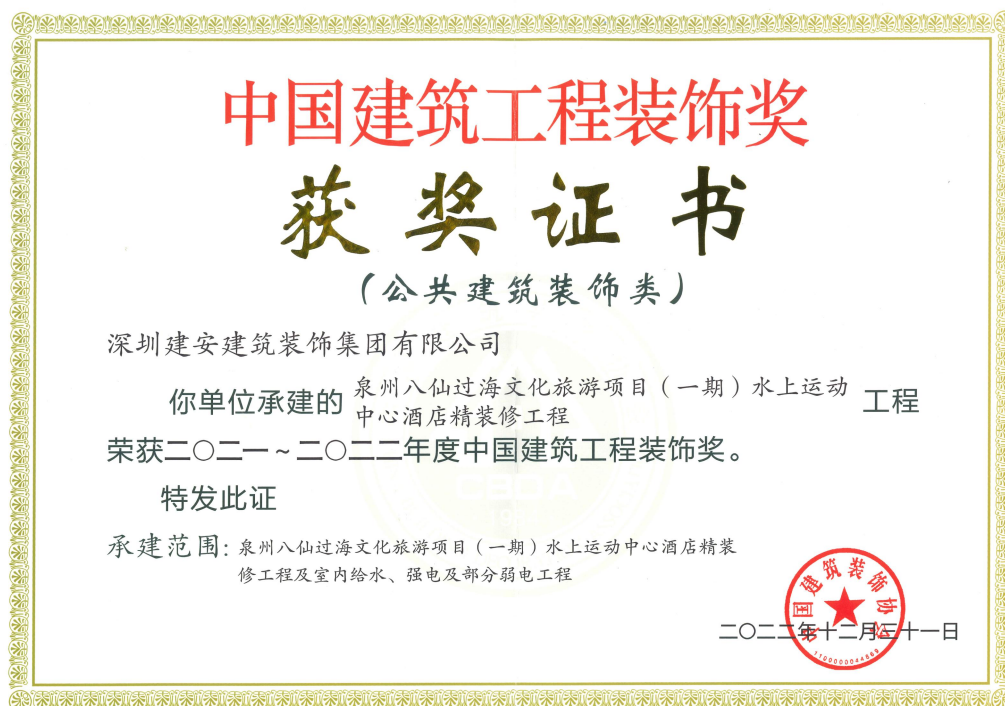 中国建筑工程装饰奖
获奖证书
(公共建筑装饰类)
深圳建安建筑装饰集团有限公司
你单位承建的 泉州八仙过海文化旅游项目(一期)水上运动
中心酒店精装修工程 工程
荣获二〇二一~二〇二二年度中国建筑工程装饰奖。
特发此证
承建范围: 泉州八仙过海文化旅游项目(一期)水上运动中心酒店精装
修工程及室内给水、强电及部分弱电工程
中国建筑装饰协会
二〇二二年十二月三十一日
CBDA